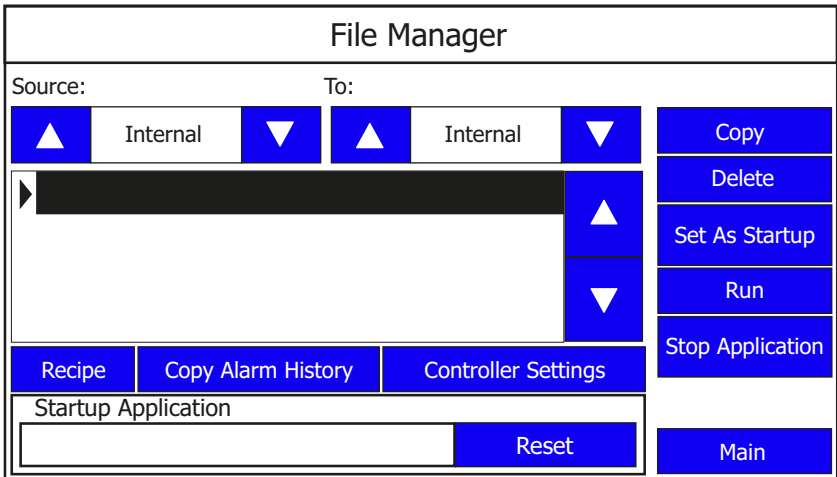 File Manager
Source: To:
Internal Internal
Copy
Delete
Set As Startup
Run
Stop Application
Recipe Copy Alarm History Controller Settings
Startup Application
Reset
Main